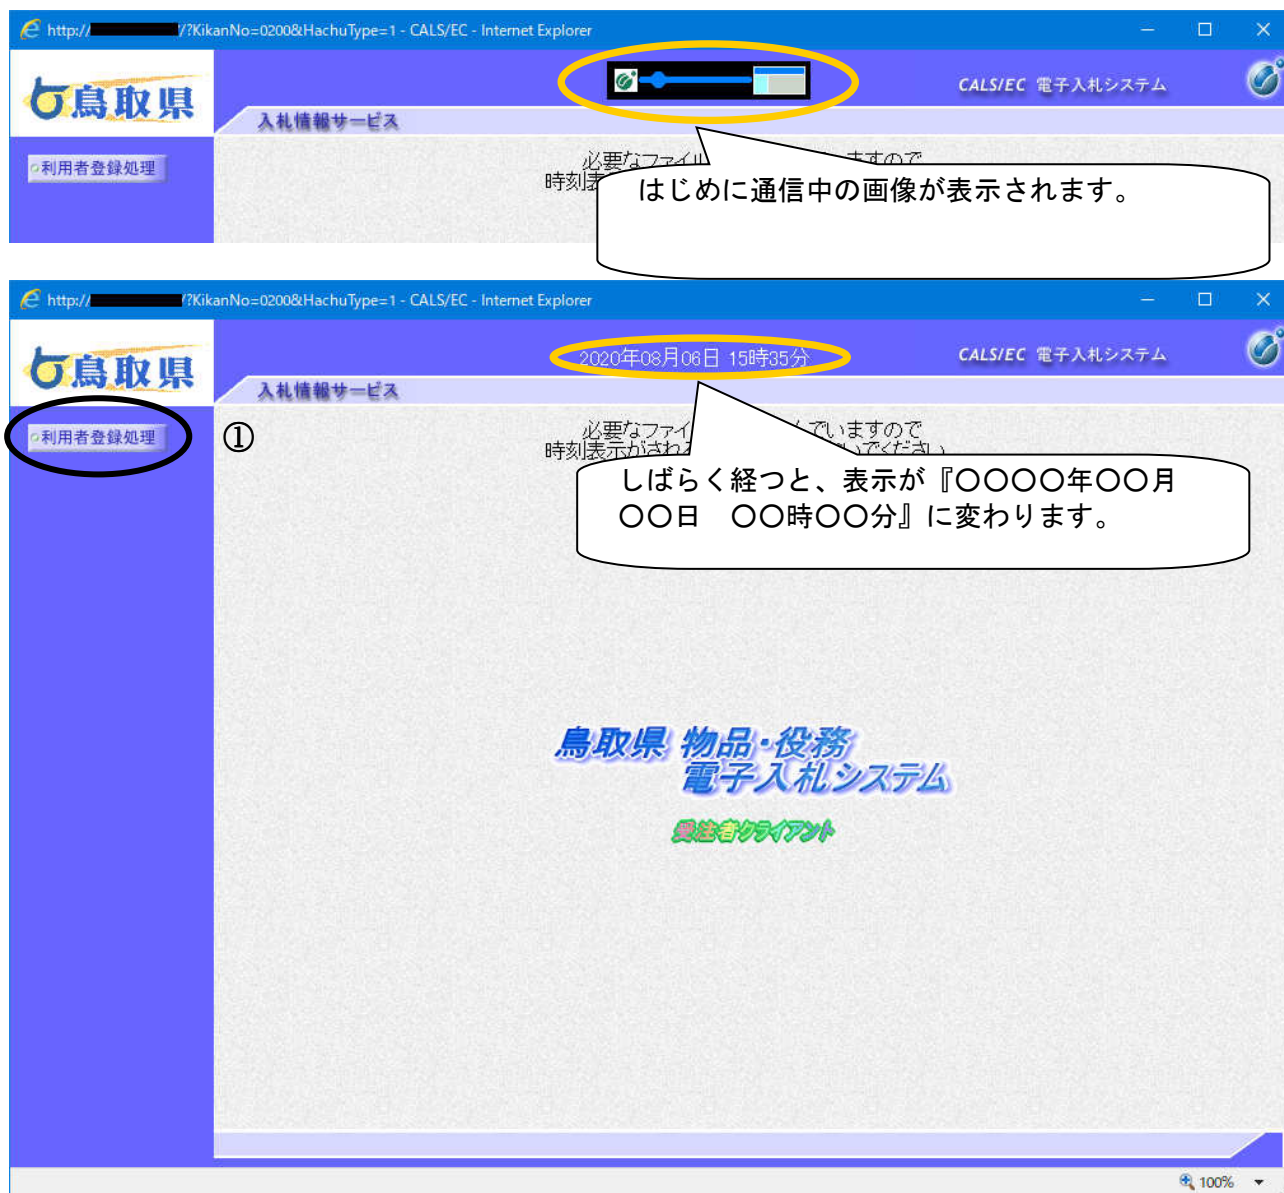 http:// /?KikanNo=0200&HachuType=1 - CALS/EC - Internet Explorer
鳥取県
CALS/EC 電子入札システム
入札情報サービス
利用者登録処理
必要なファイル ますので
時刻表
はじめに通信中の画像が表示されます。
http:// /?KikanNo=0200&HachuType=1 - CALS/EC - Internet Explorer
鳥取県
2020年08月06日 15時35分
CALS/EC 電子入札システム
入札情報サービス
利用者登録処理
①
必要なファイ んでいますので
時刻表示がされる いでください
しばらく経つと、表示が『〇〇〇〇年〇〇月
〇〇日　〇〇時〇〇分』に変わります。
鳥取県 物品・役務
電子入札システム
受注者クライアント
100%